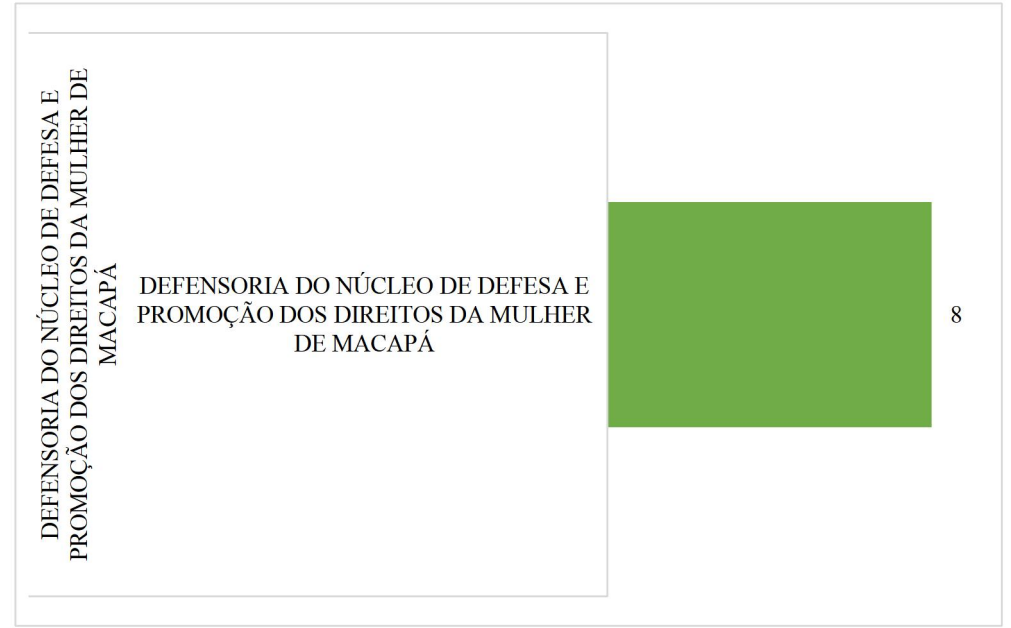 DEFENSORIA DO NÚCLEO DE DEFESA E
PROMOÇÃO DOS DIREITOS DA MULHER DE
MACAPÁ
DEFENSORIA DO NÚCLEO DE DEFESA E
PROMOÇÃO DOS DIREITOS DA MULHER
DE MACAPÁ
8